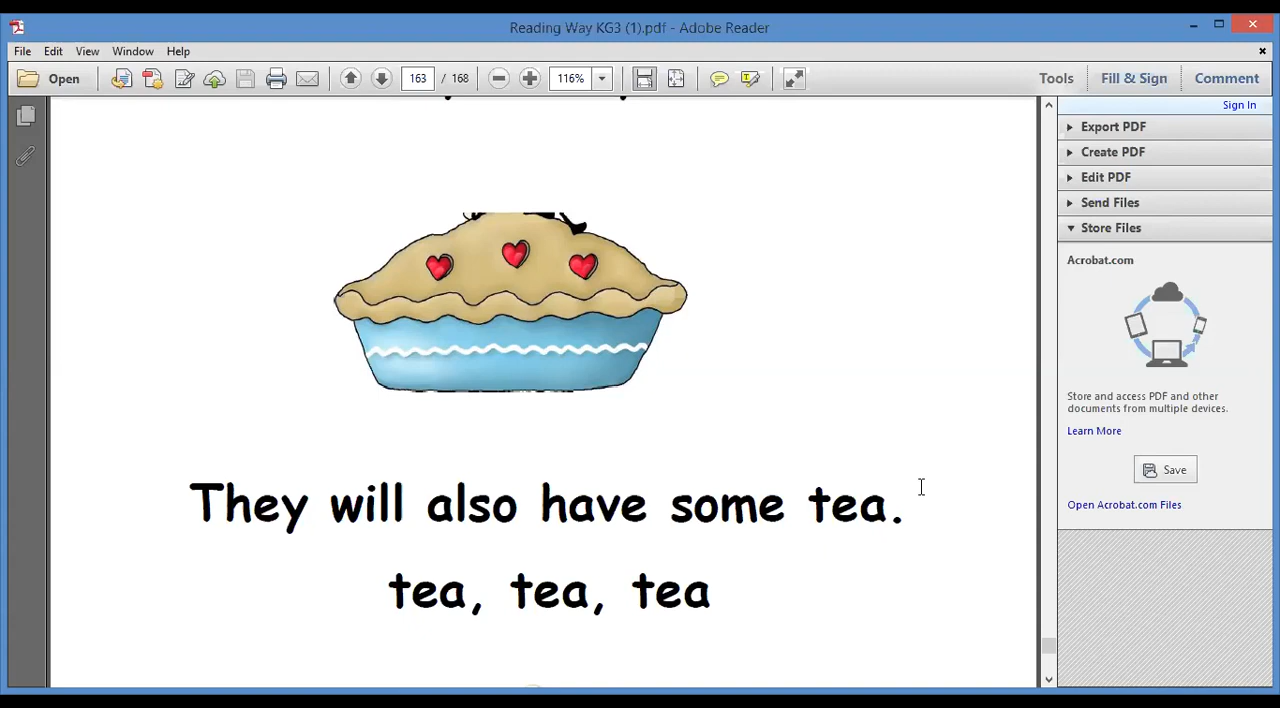 Reading Way KG3 (1).pdf - Adobe Reader
File Edit View Window Help
Open 163 / 168 116% Tools Fill & Sign Comment
Sign In
Export PDF
Create PDF
Edit PDF
Send Files
Store Files
Acrobat.com
Store and access PDF and other
documents from multiple devices.
Learn More
Save
Open Acrobat.com Files
They will also have some tea.
tea, tea, tea